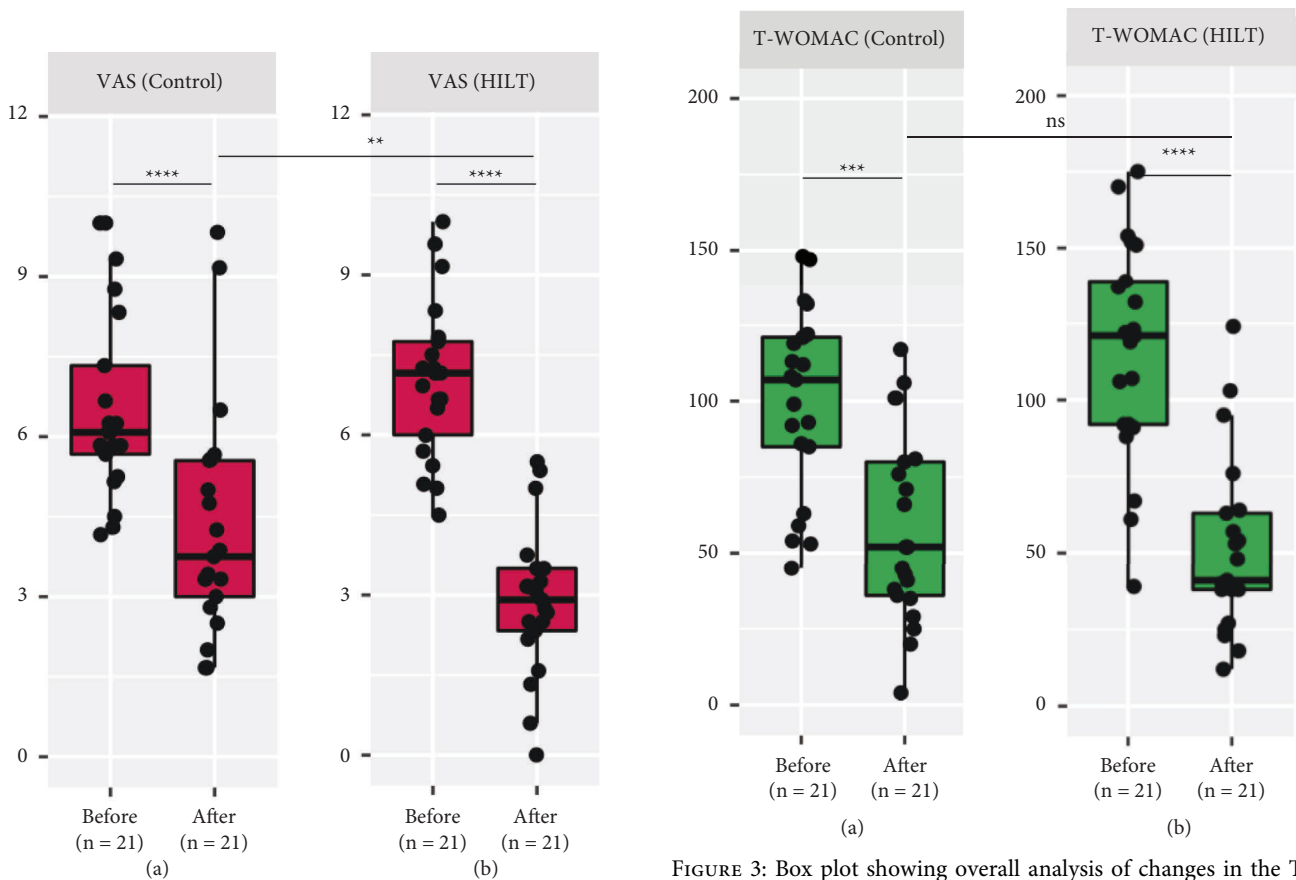 VAS (Control)
12
9
6
3
0
****
Before
(n = 21)
After
(n = 21)
(a)
VAS (HILT)
12
9
6
3
0
**
****
Before
(n = 21)
After
(n = 21)
(b)
T-WOMAC (Control)
200
150
100
50
0
***
Before
(n = 21)
After
(n = 21)
(a)
T-WOMAC (HILT)
200
150
100
50
0
ns
****
Before
(n = 21)
After
(n = 21)
(b)
FIGURE 3: Box plot showing overall analysis of changes in the T